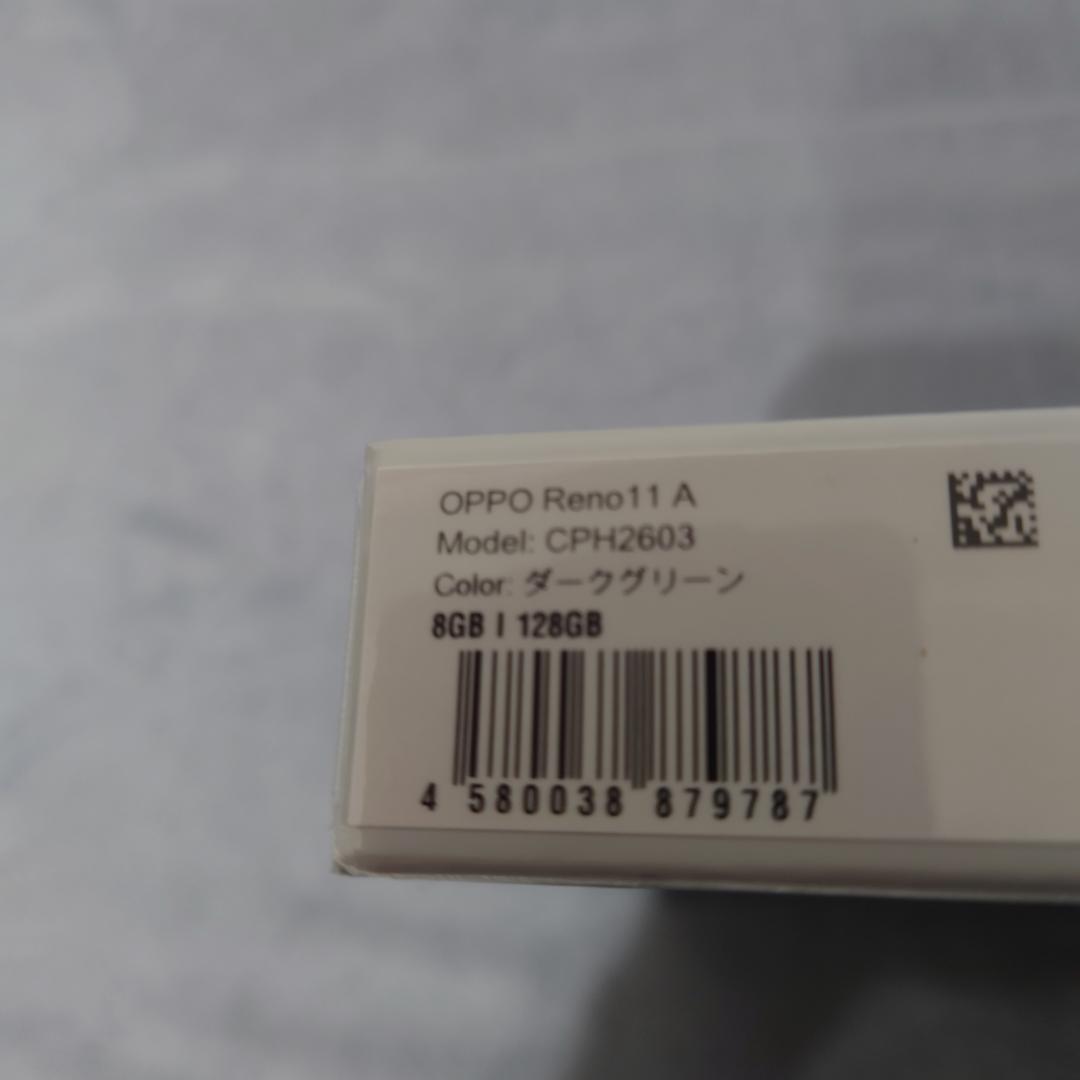 OPPO Reno11 A
Model: CPH2603
Color: ダークグリーン
8GB | 128GB
4 580038 879787